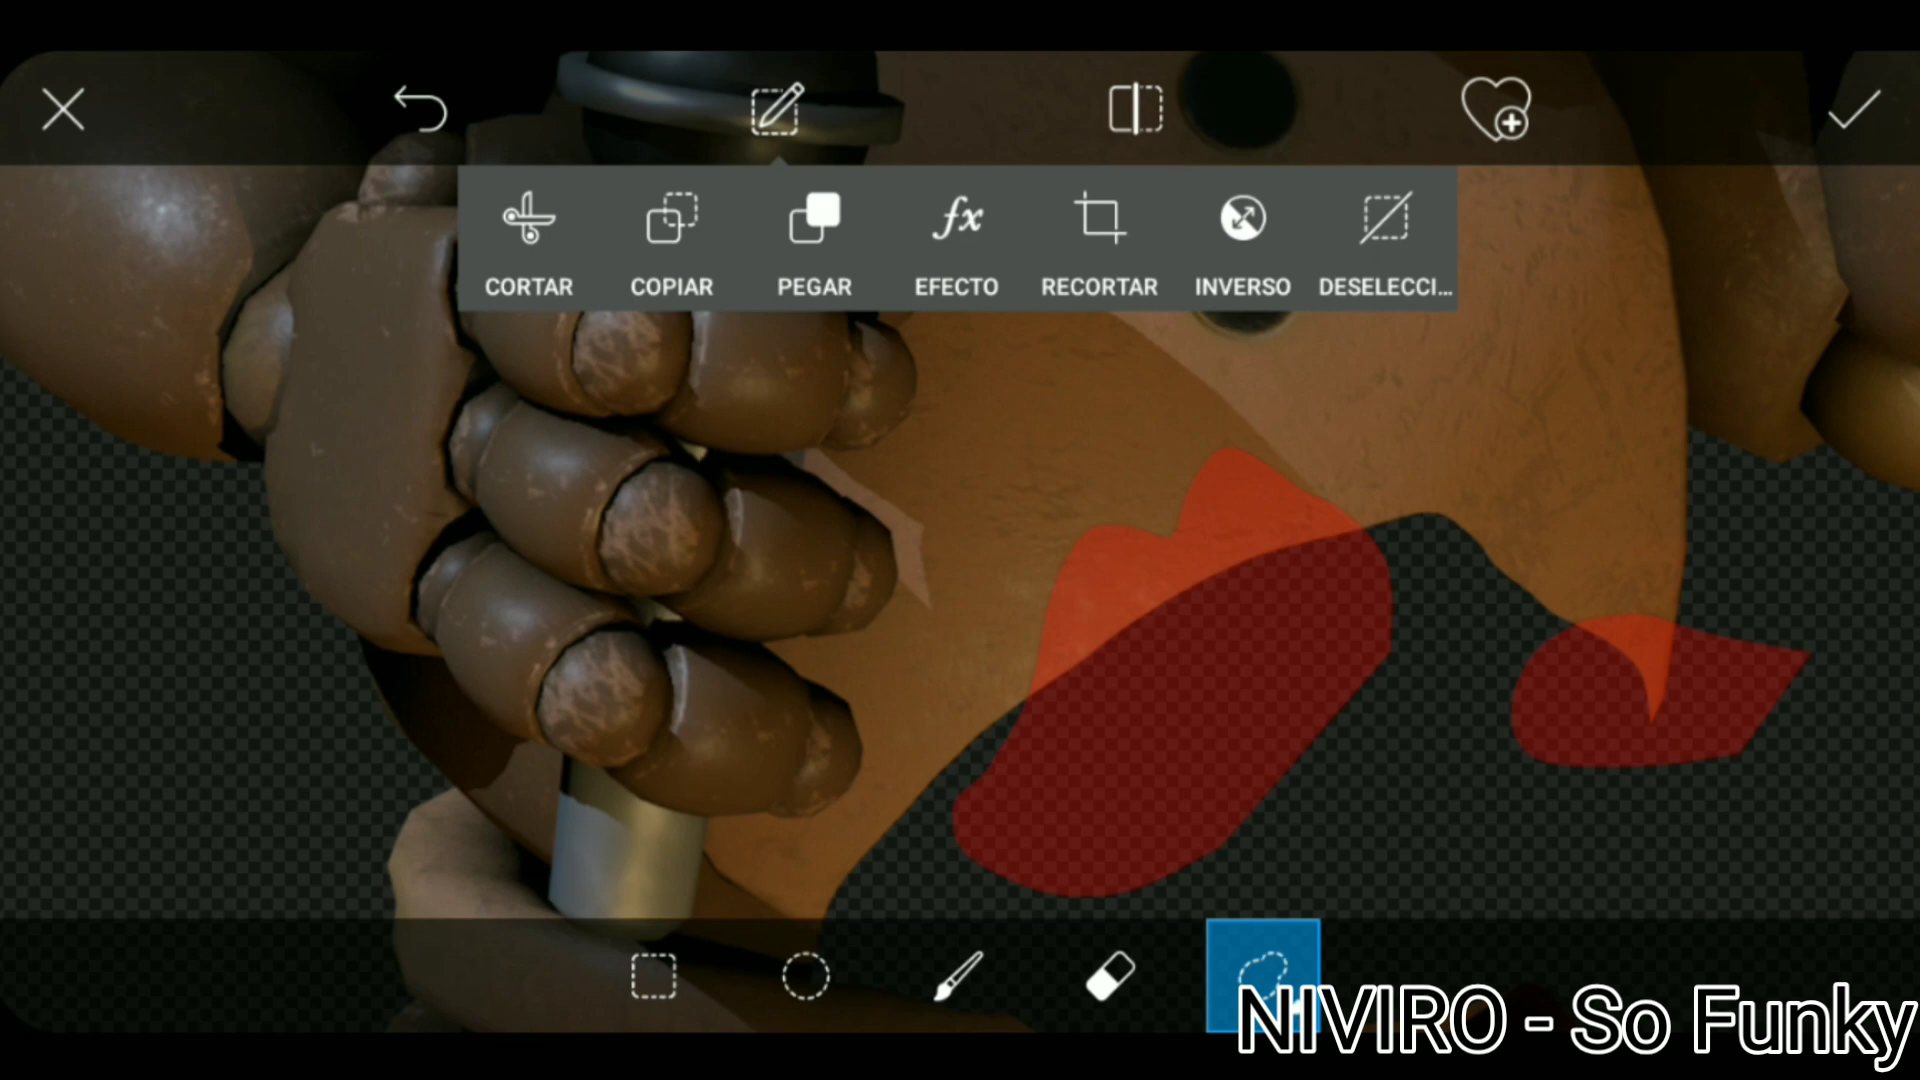 CORTAR COPIAR PEGAR EFECTO RECORTAR INVERSO DESELECCI...
NIVIRO - So Funky